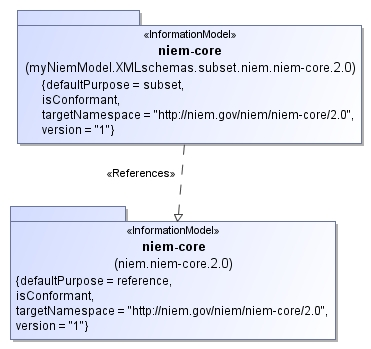 «InformationModel»
niem-core
(myNiemModel.XMLschemas.subset.niem.niem-core.2.0)
{defaultPurpose = subset,
isConformant,
targetNamespace = "http://niem.gov/niem/niem-core/2.0",
version = "1"}
«References»
«InformationModel»
niem-core
(niem.niem-core.2.0)
{defaultPurpose = reference,
isConformant,
targetNamespace = "http://niem.gov/niem/niem-core/2.0",
version = "1"}